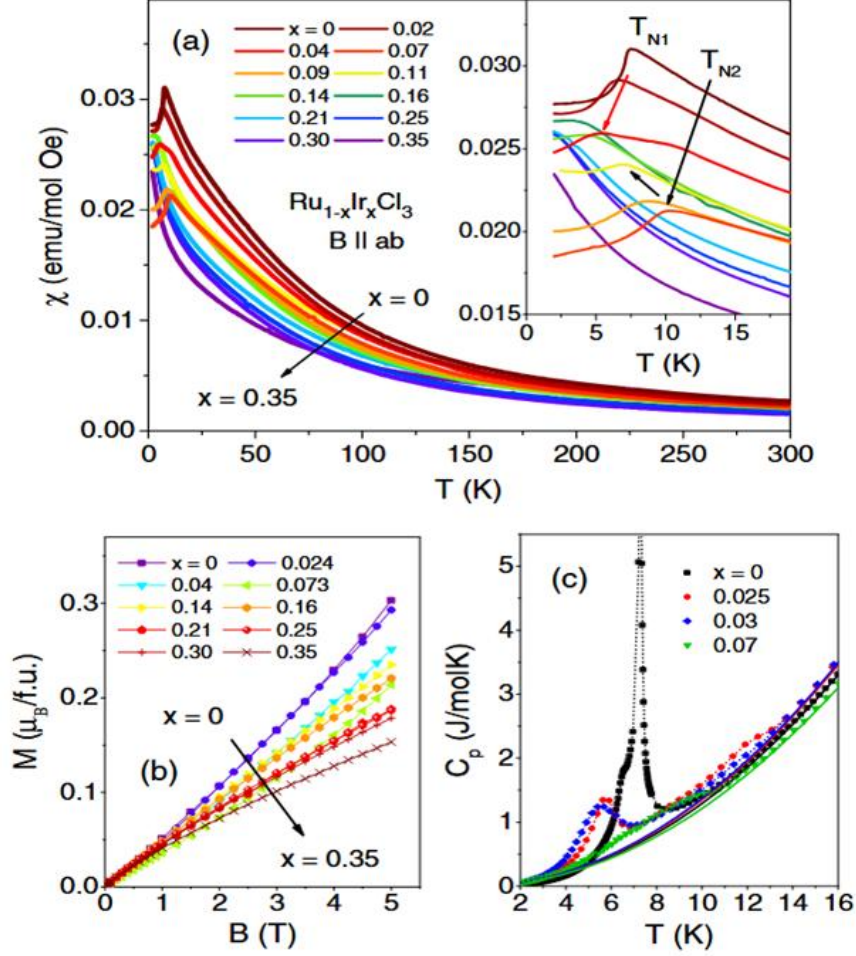 (a)
x = 0 0.02
0.04 0.07
0.09 0.11
0.14 0.16
0.21 0.25
0.30 0.35
Ru1-xIrxCl3
B || ab
x = 0
x = 0.35
χ (emu/mol Oe)
0.03
0.02
0.01
0.00
0 50 100 150 200 250 300
T (K)
TN1
TN2
0.030
0.025
0.020
0.015
0 5 10 15
T (K)
x = 0 0.024
0.04 0.073
0.14 0.16
0.21 0.25
0.30 0.35
x = 0
(b)
x = 0.35
M (μB/f.u.)
0.3
0.2
0.1
0.0
0 1 2 3 4 5
B (T)
(c)
x = 0
0.025
0.03
0.07
Cp (J/molK)
5
4
3
2
1
0
2 4 6 8 10 12 14 16
T (K)